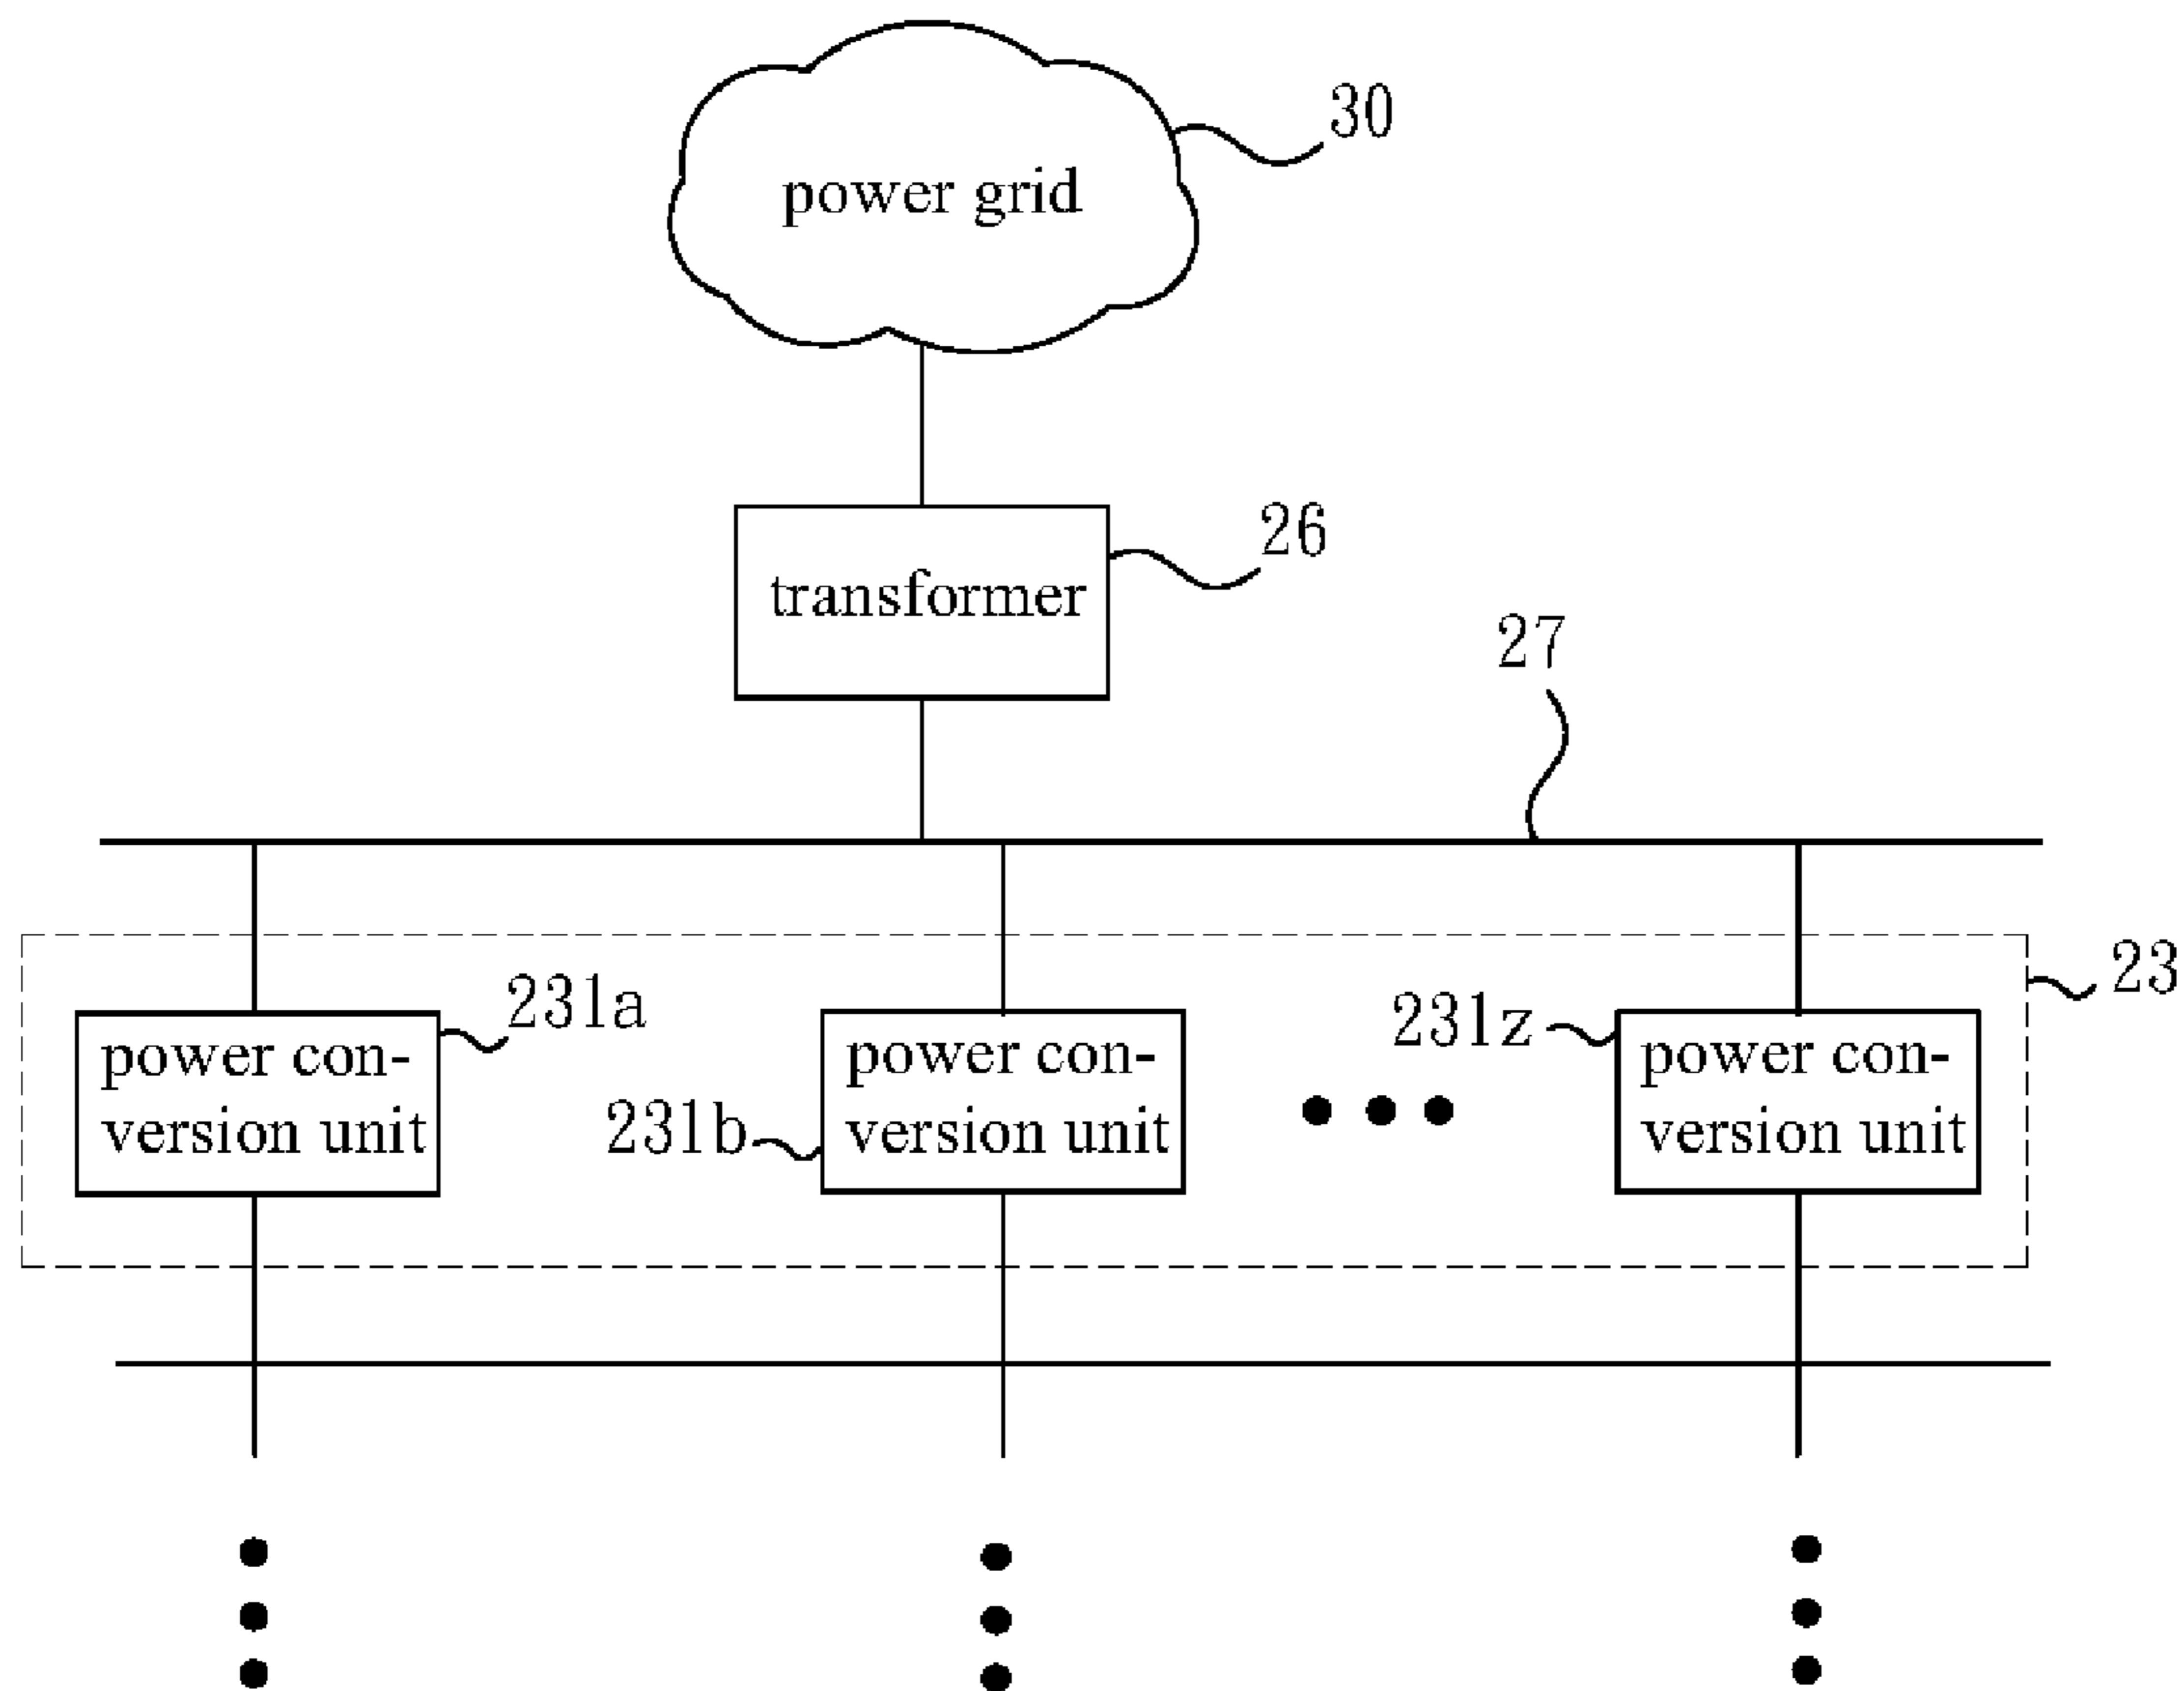 30
power grid
26
transformer
27
23
231a
power con-
version unit
231b
power con-
version unit
231z
power con-
version unit